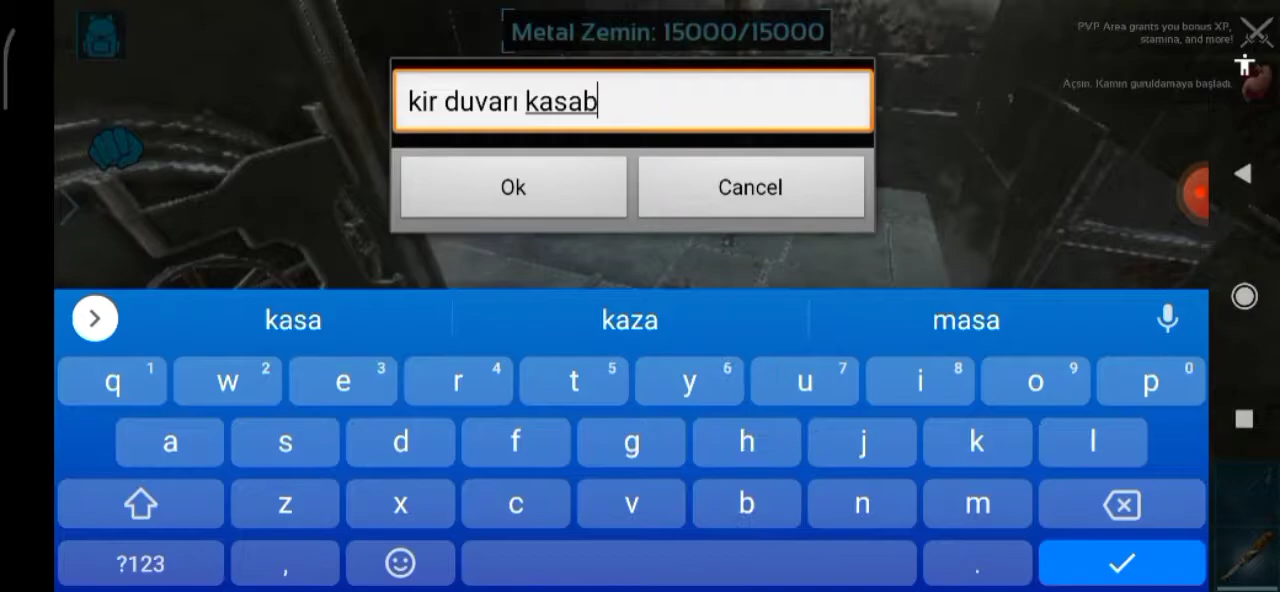 Metal Zemin: 15000/15000
PVP Area grants you bonus XP,
stamina, and more!
Açsın. Karnın guruldamaya başladı.
kir duvarı kasab
Ok Cancel
kasa kaza masa
q 1 w 2 e 3 r 4 t 5 y 6 u 7 i 8 o 9 p 0
a s d f g h j k l
z x c v b n m
?123 , .